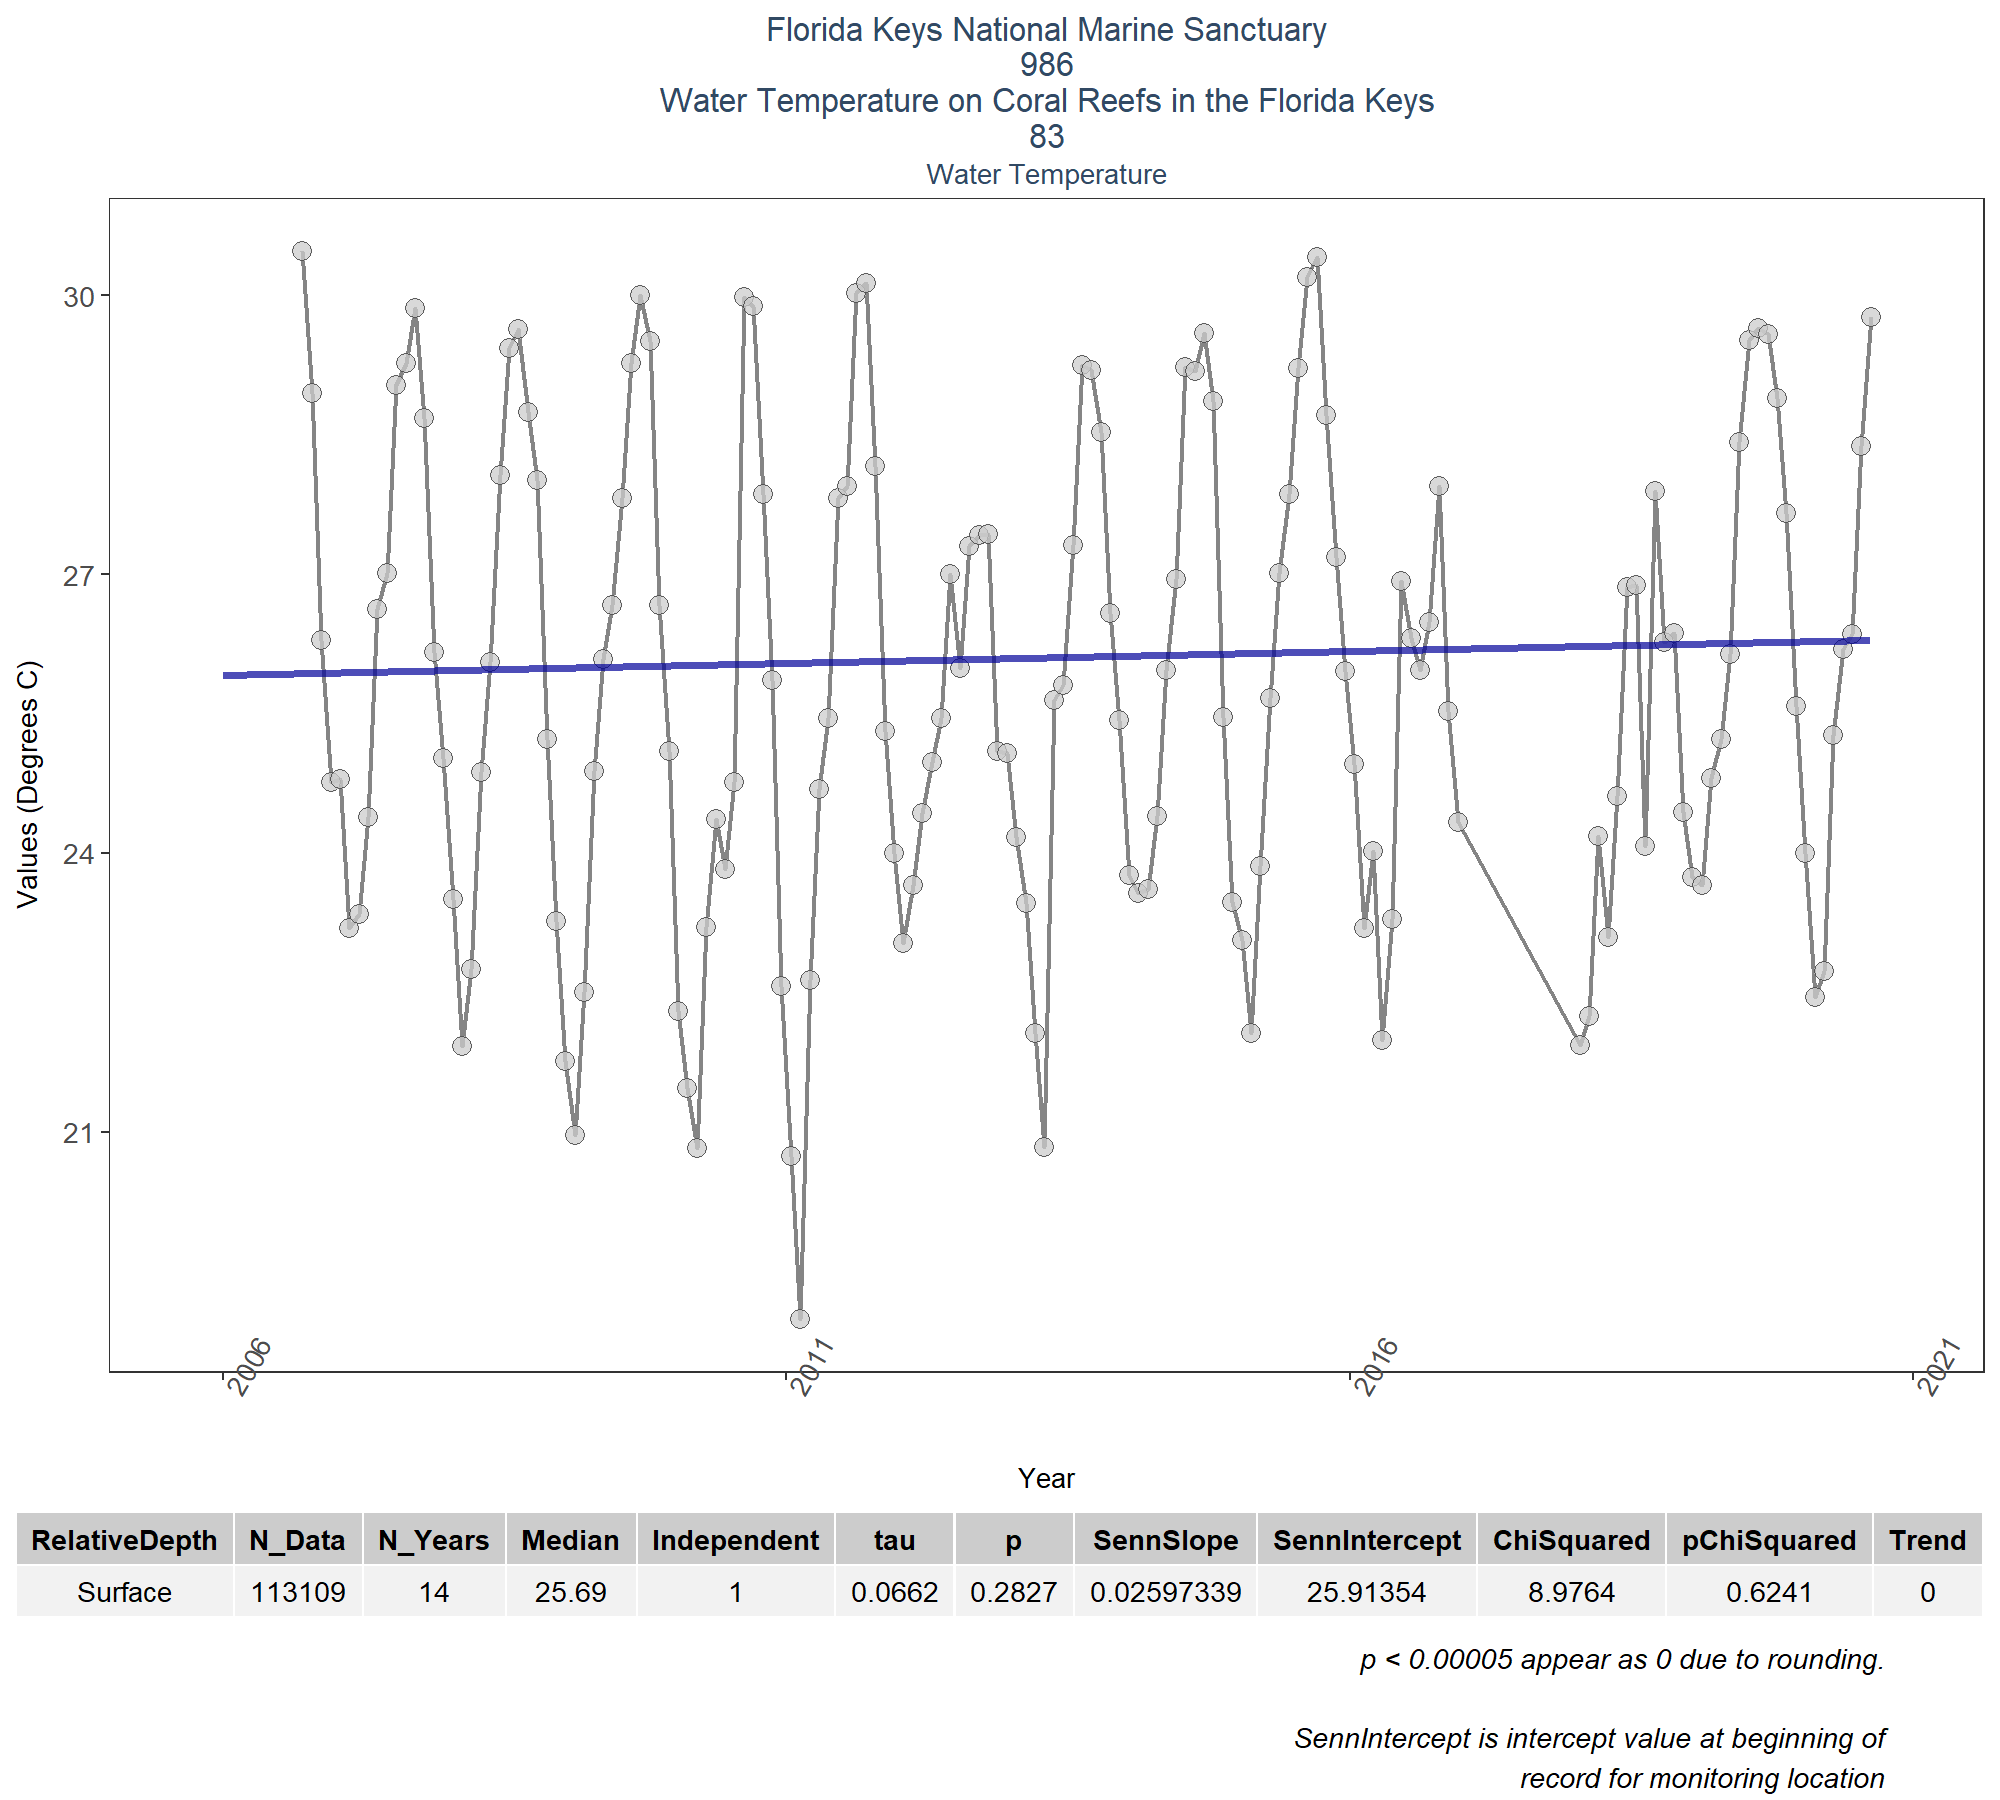 Florida Keys National Marine Sanctuary
986
Water Temperature on Coral Reefs in the Florida Keys
83
Water Temperature
Values (Degrees C)
30
27
24
21
2006
2011
2016
2021
Year
RelativeDepth N_Data N_Years Median Independent tau p SennSlope SennIntercept ChiSquared pChiSquared Trend
Surface 113109 14 25.69 1 0.0662 0.2827 0.02597339 25.91354 8.9764 0.6241 0
p < 0.00005 appear as 0 due to rounding.
SennIntercept is intercept value at beginning of
record for monitoring location